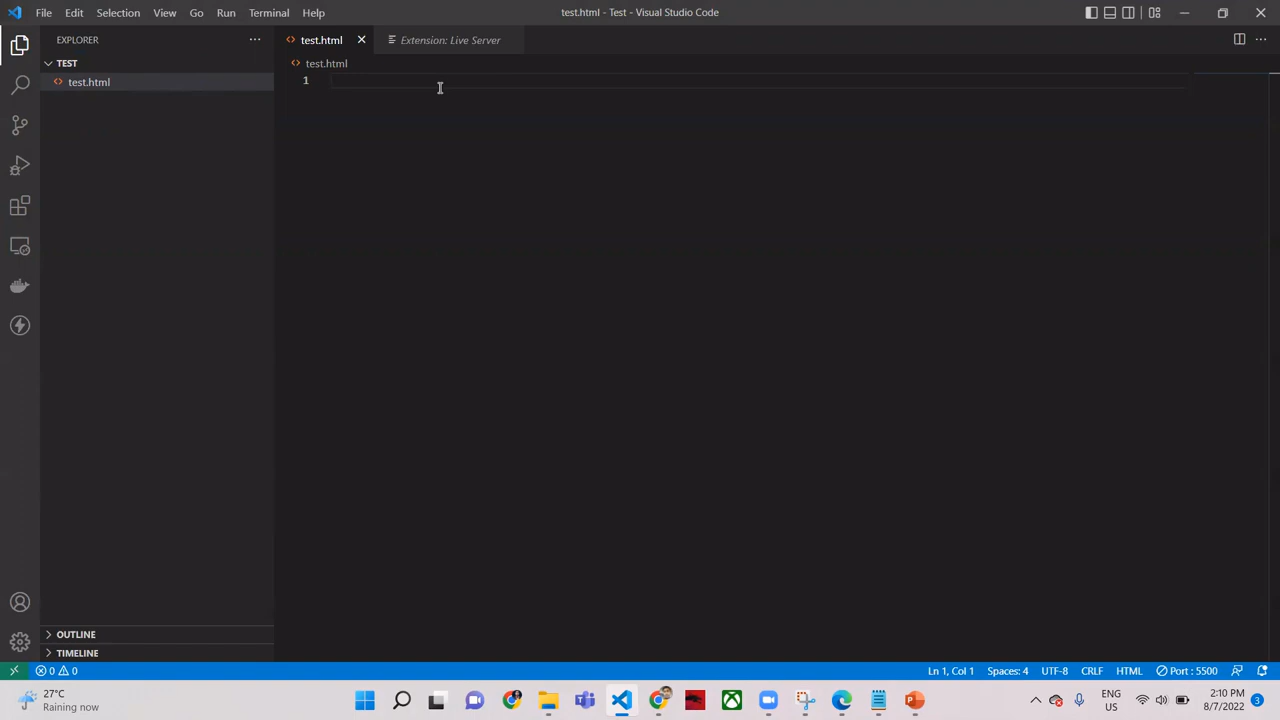 File Edit Selection View Go Run Terminal Help
test.html - Test - Visual Studio Code
EXPLORER
test.html
Extension: Live Server
TEST
test.html
test.html
1
OUTLINE
TIMELINE
0 0
Ln 1, Col 1 Spaces: 4 UTF-8 CRLF HTML Port : 5500
27°C
Raining now
ENG
US
2:10 PM
8/7/2022
3